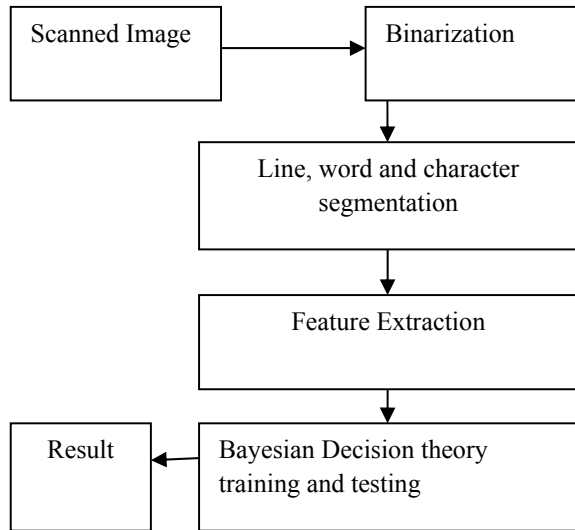 Scanned Image
Binarization
Line, word and character
segmentation
Feature Extraction
Bayesian Decision theory
training and testing
Result